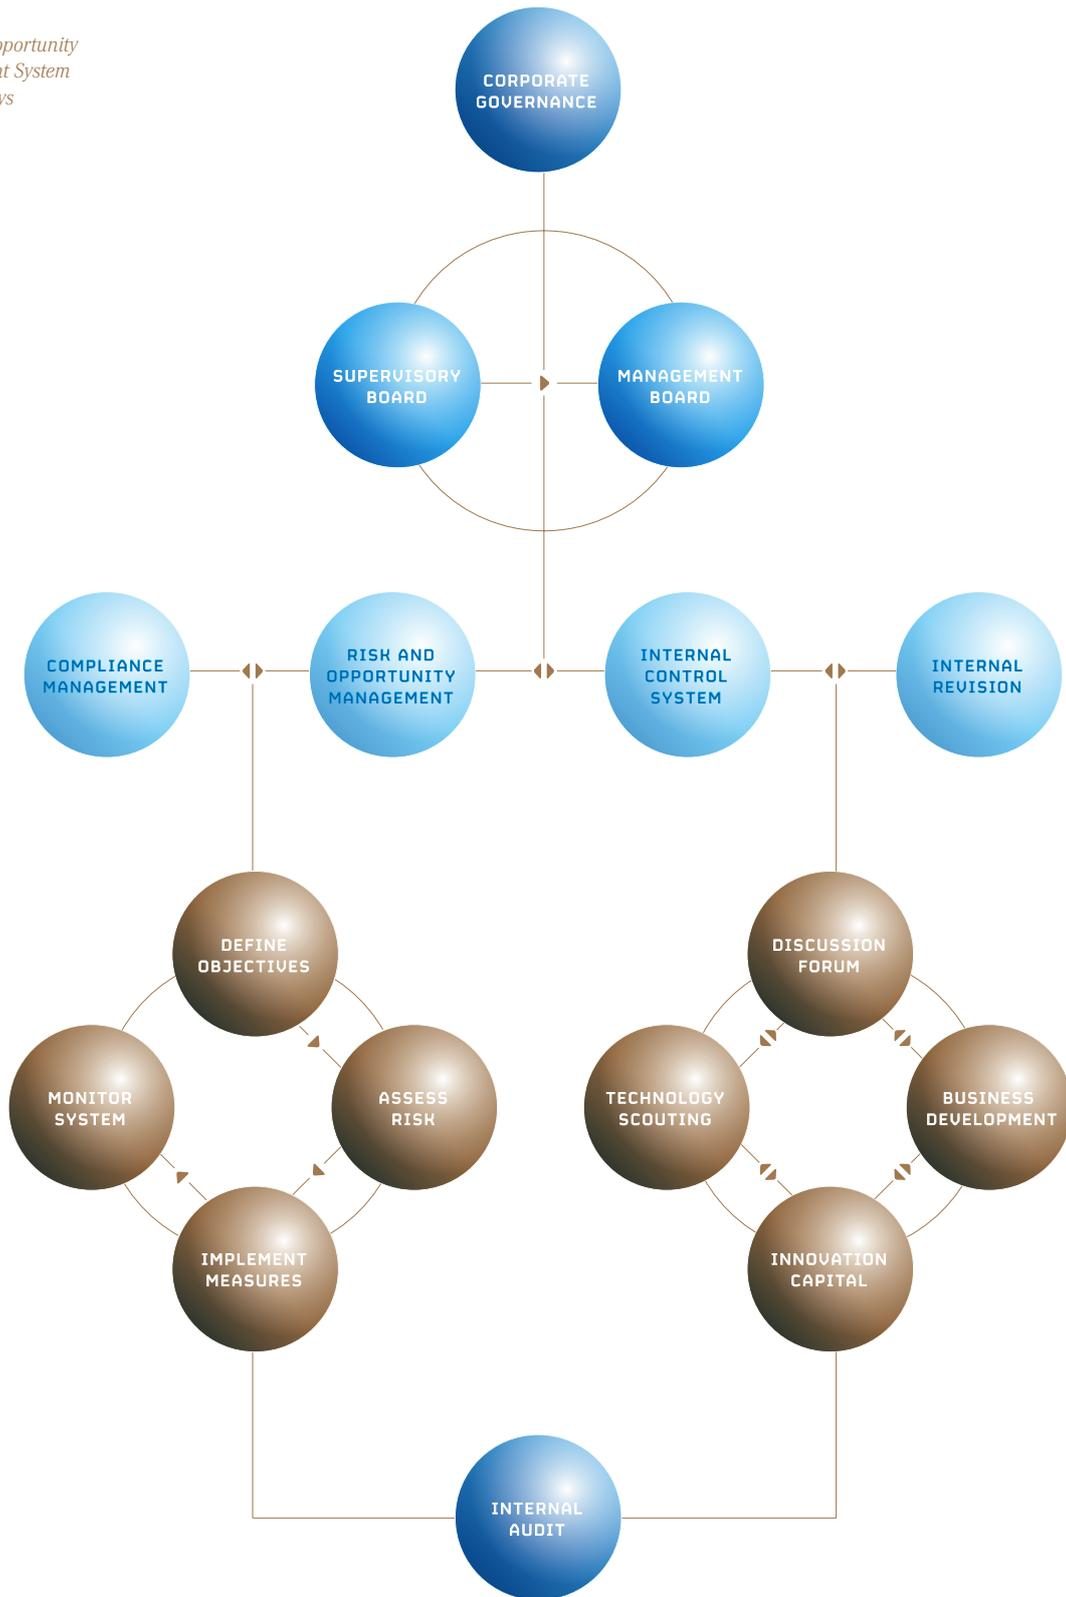 System
CORPORATE
GOVERNANCE
SUPERVISORY
BOARD
MANAGEMENT
BOARD
COMPLIANCE
MANAGEMENT
RISK AND
OPPORTUNITY
MANAGEMENT
INTERNAL
CONTROL
SYSTEM
INTERNAL
REVISION
DEFINE
OBJECTIVES
DISCUSSION
FORUM
MONITOR
SYSTEM
ASSESS
RISK
TECHNOLOGY
SCOUTING
BUSINESS
DEVELOPMENT
IMPLEMENT
MEASURES
INNOVATION
CAPITAL
INTERNAL
AUDIT